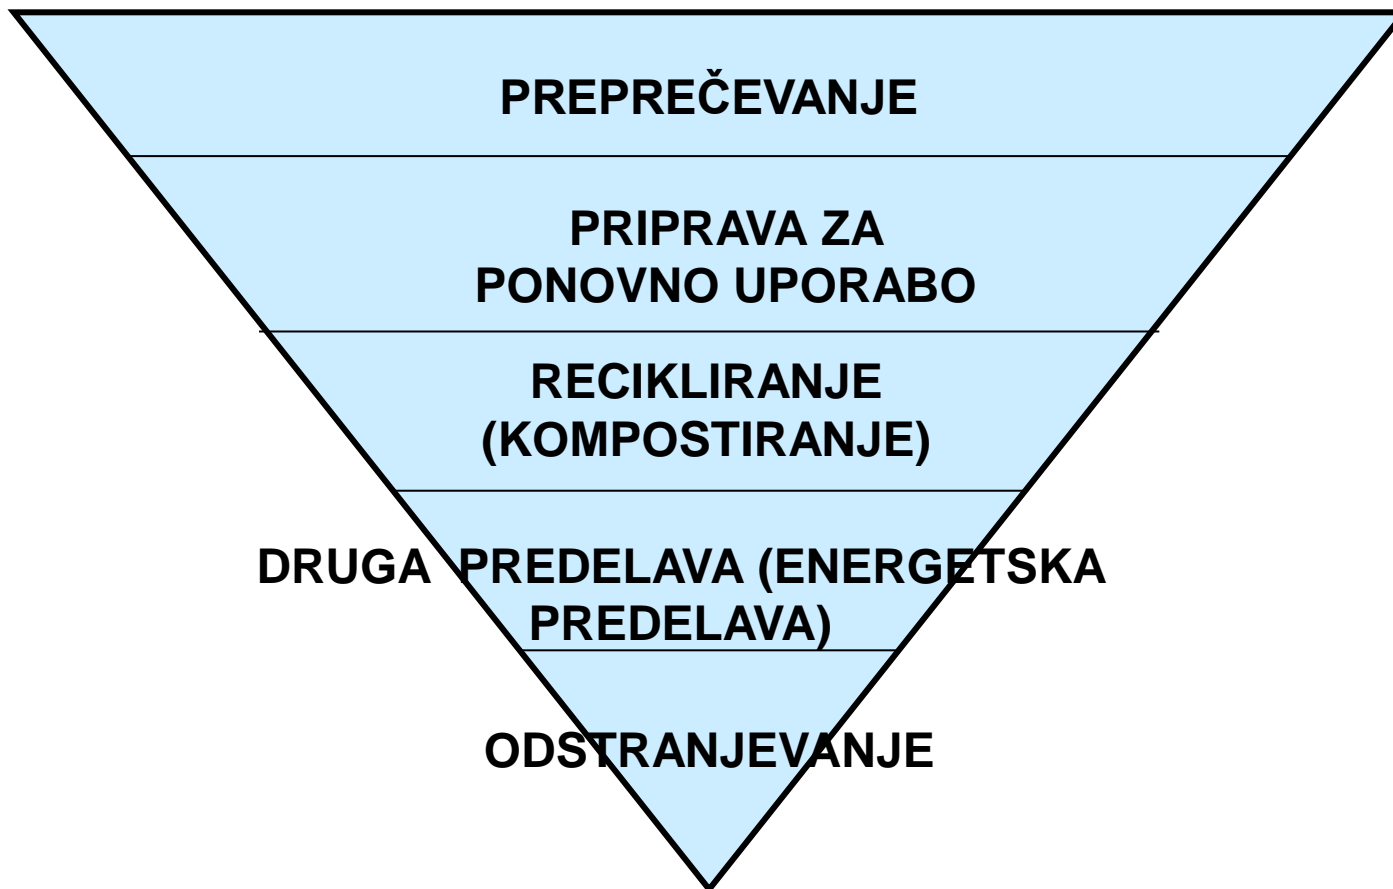 PREPREČEVANJE
PRIPRAVA ZA
PONOVNO UPORABO
RECIKLIRANJE
(KOMPOSTIRANJE)
DRUGA PREDELAVA (ENERGETSKA
PREDELAVA)
ODSTRANJEVANJE